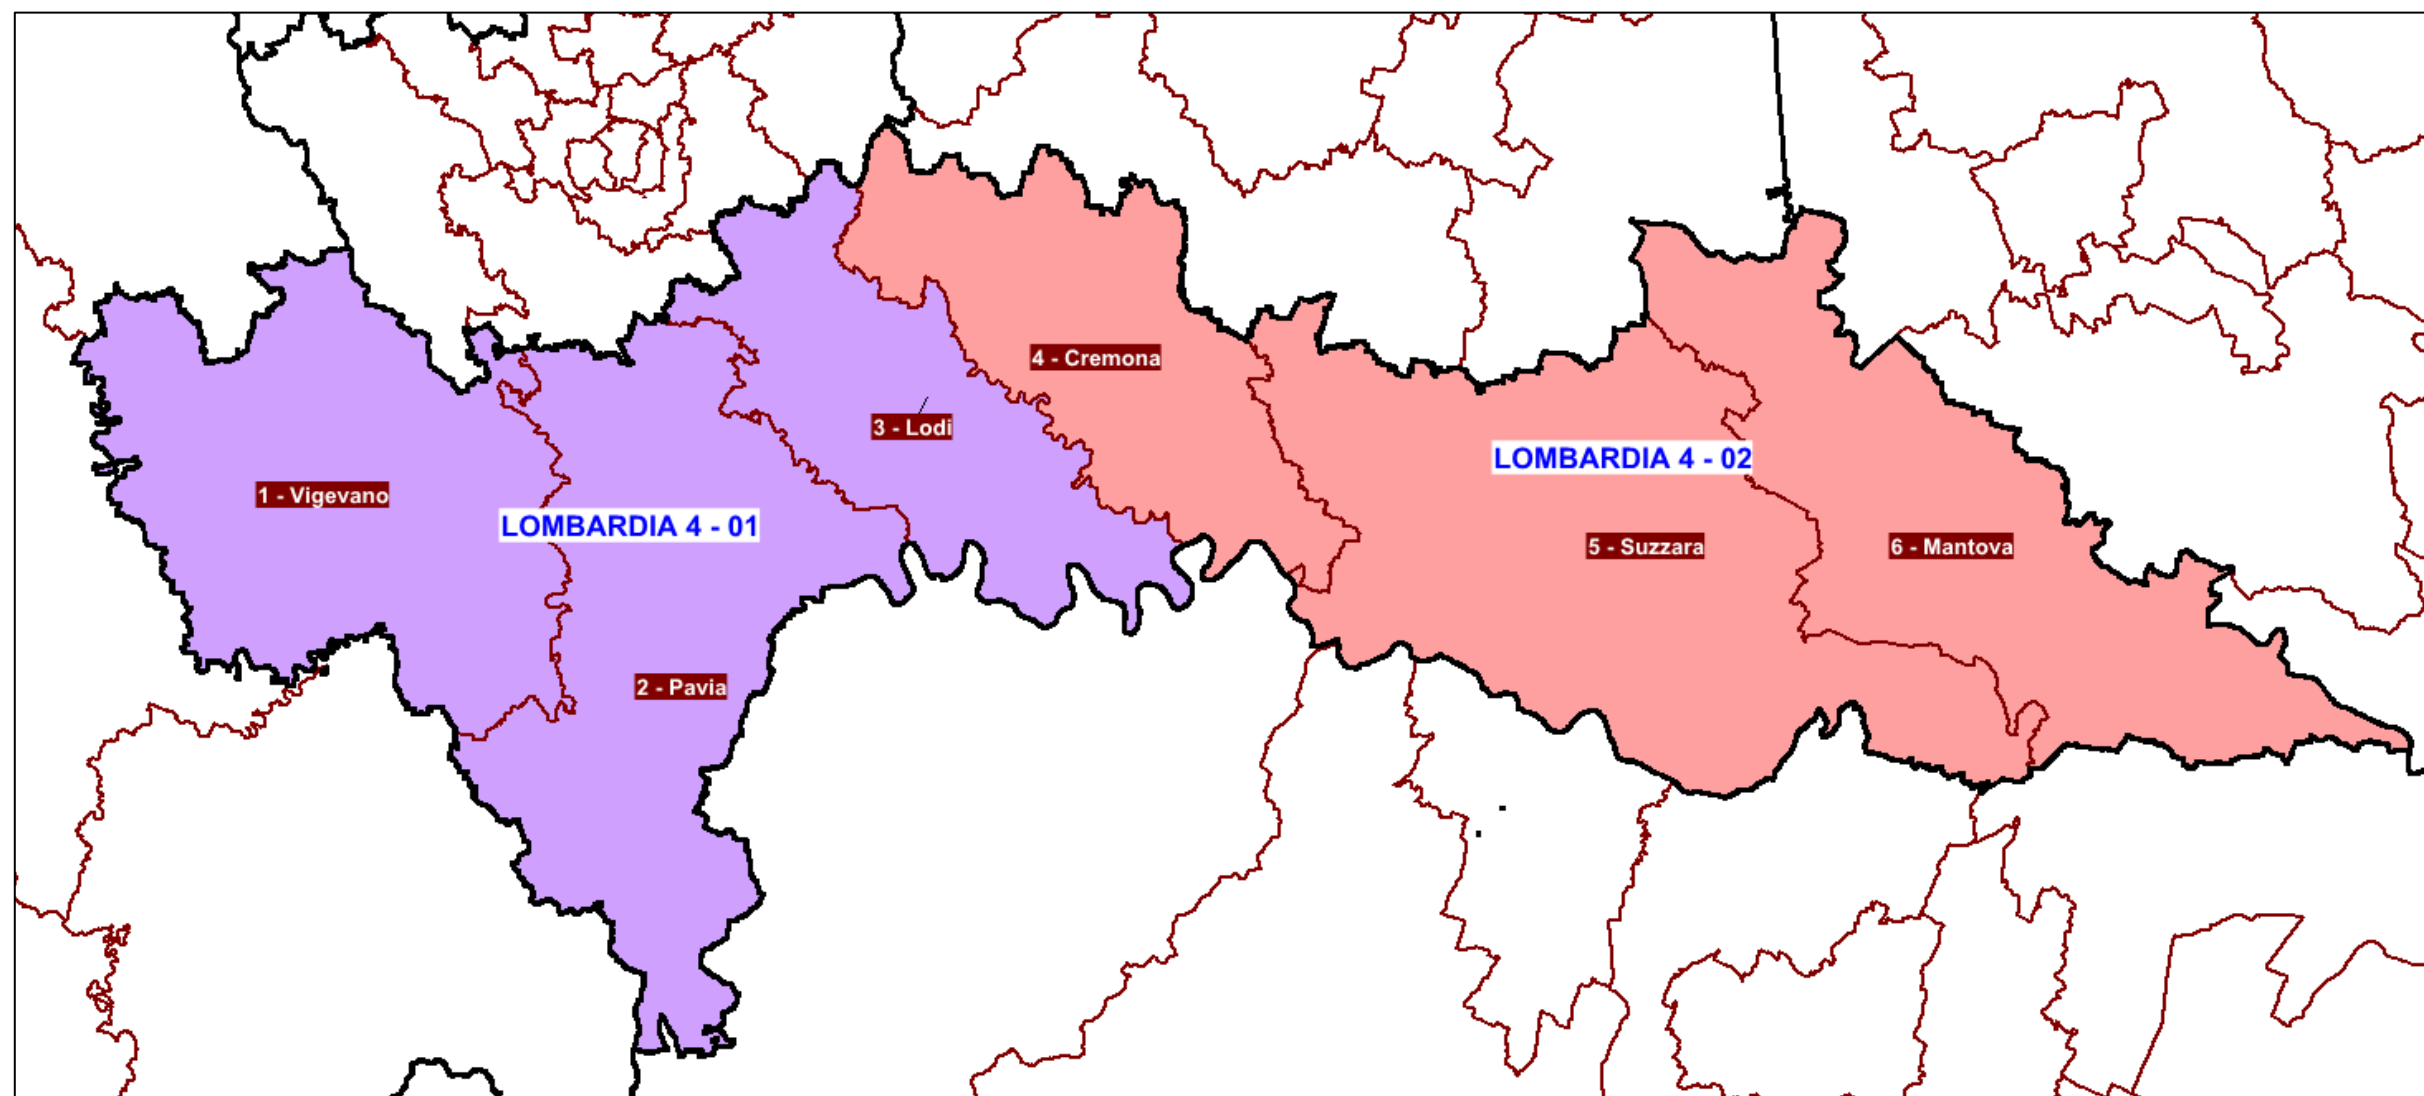 4 - Cremona
3 - Lodi
LOMBARDIA 4 - 02
1 - Vigevano
LOMBARDIA 4 - 01
5 - Suzzara
6 - Mantova
2 - Pavia